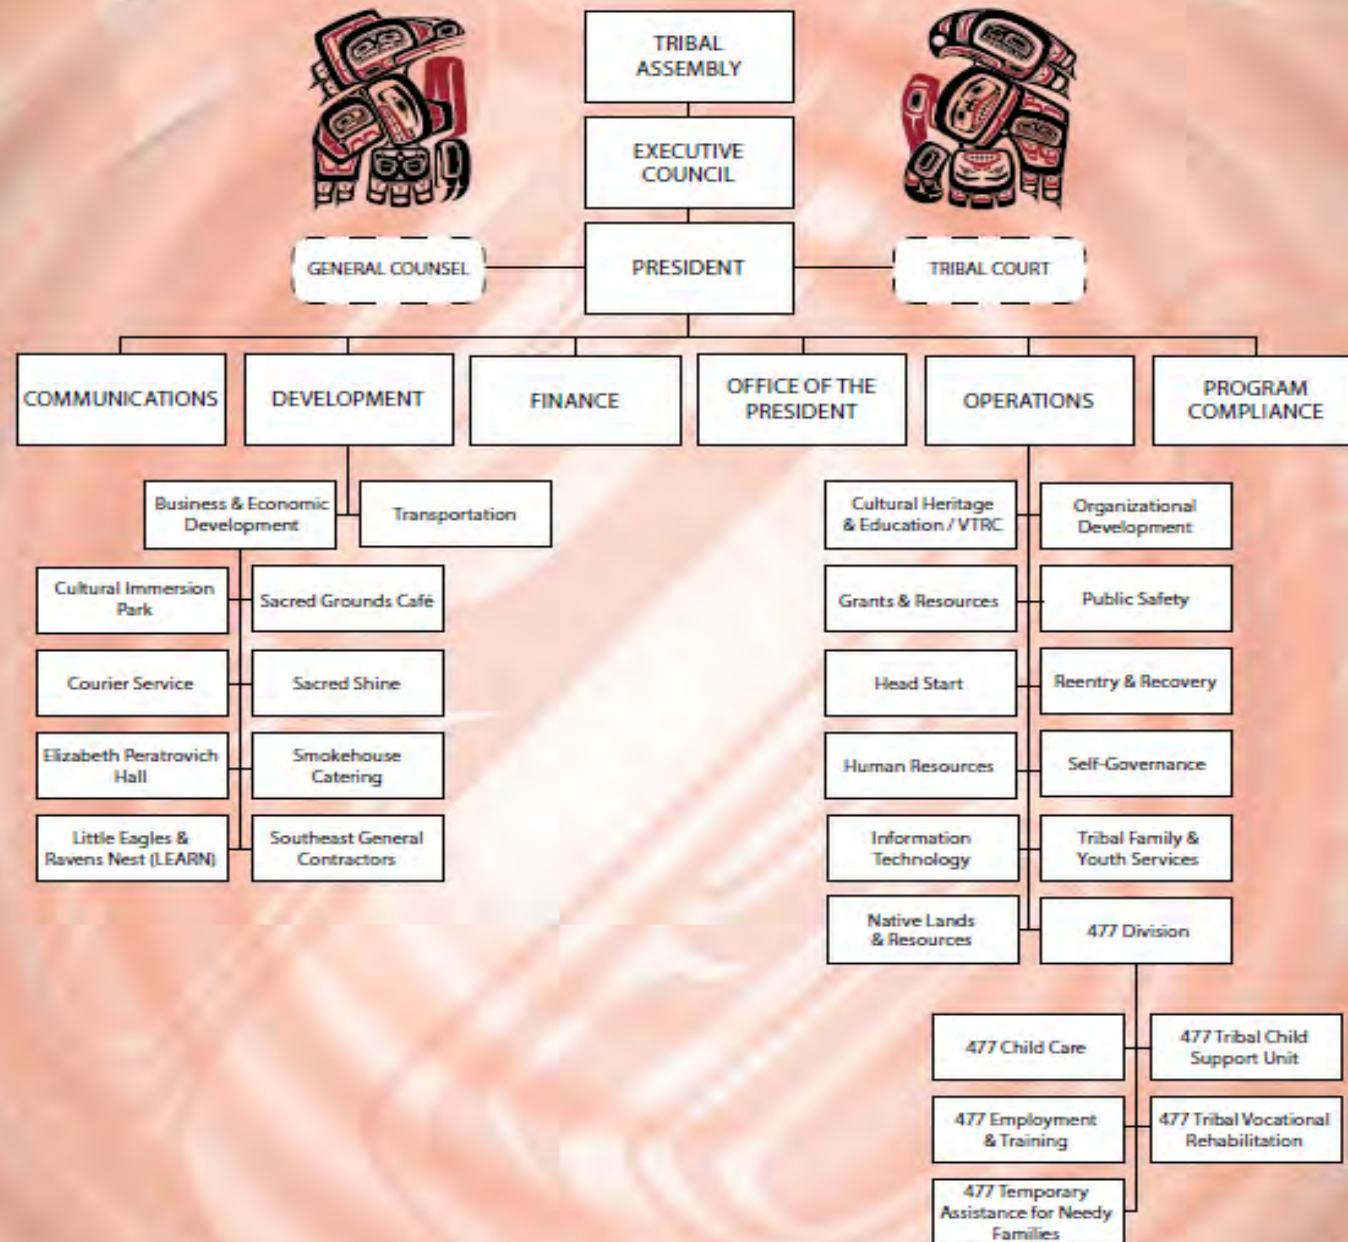 TRIBAL
ASSEMBLY
EXECUTIVE
COUNCIL
GENERAL COUNSEL
PRESIDENT
TRIBAL COURT
COMMUNICATIONS
DEVELOPMENT
FINANCE
OFFICE OF THE
PRESIDENT
OPERATIONS
PROGRAM
COMPLIANCE
Business & Economic
Development
Transportation
Cultural Immersion
Park
Sacred Grounds Café
Courier Service
Sacred Shine
Elizabeth Peratrovich
Hall
Smokehouse
Catering
Little Eagles &
Ravens Nest (LEARN)
Southeast General
Contractors
Cultural Heritage
& Education / VTRC
Organizational
Development
Grants & Resources
Public Safety
Head Start
Reentry & Recovery
Human Resources
Self-Governance
Information
Technology
Tribal Family &
Youth Services
Native Lands
& Resources
477 Division
477 Child Care
477 Tribal Child
Support Unit
477 Employment
& Training
477 Tribal Vocational
Rehabilitation
477 Temporary
Assistance for Needy
Families